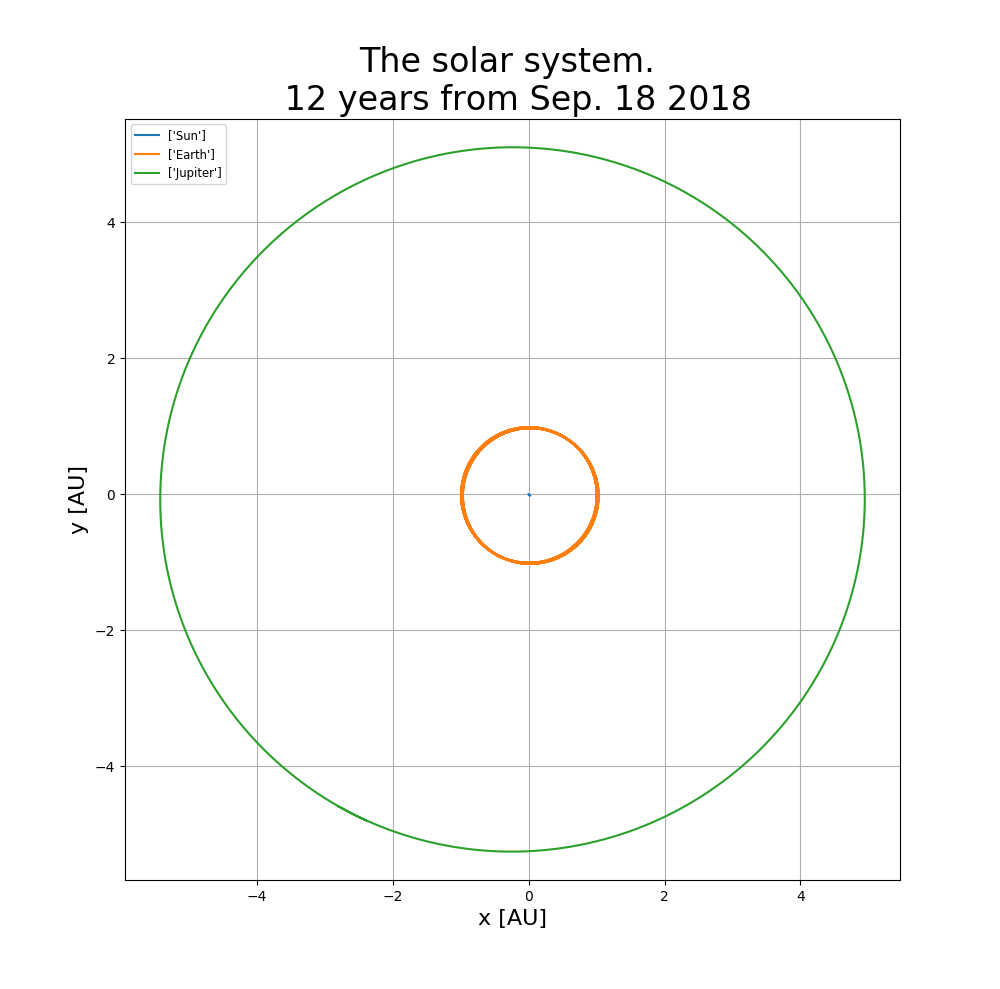 The solar system.
12 years from Sep. 18 2018
['Sun']
['Earth']
['Jupiter']
4
2
0
−2
−4
y [AU]
−4
−2
0
2
4
x [AU]